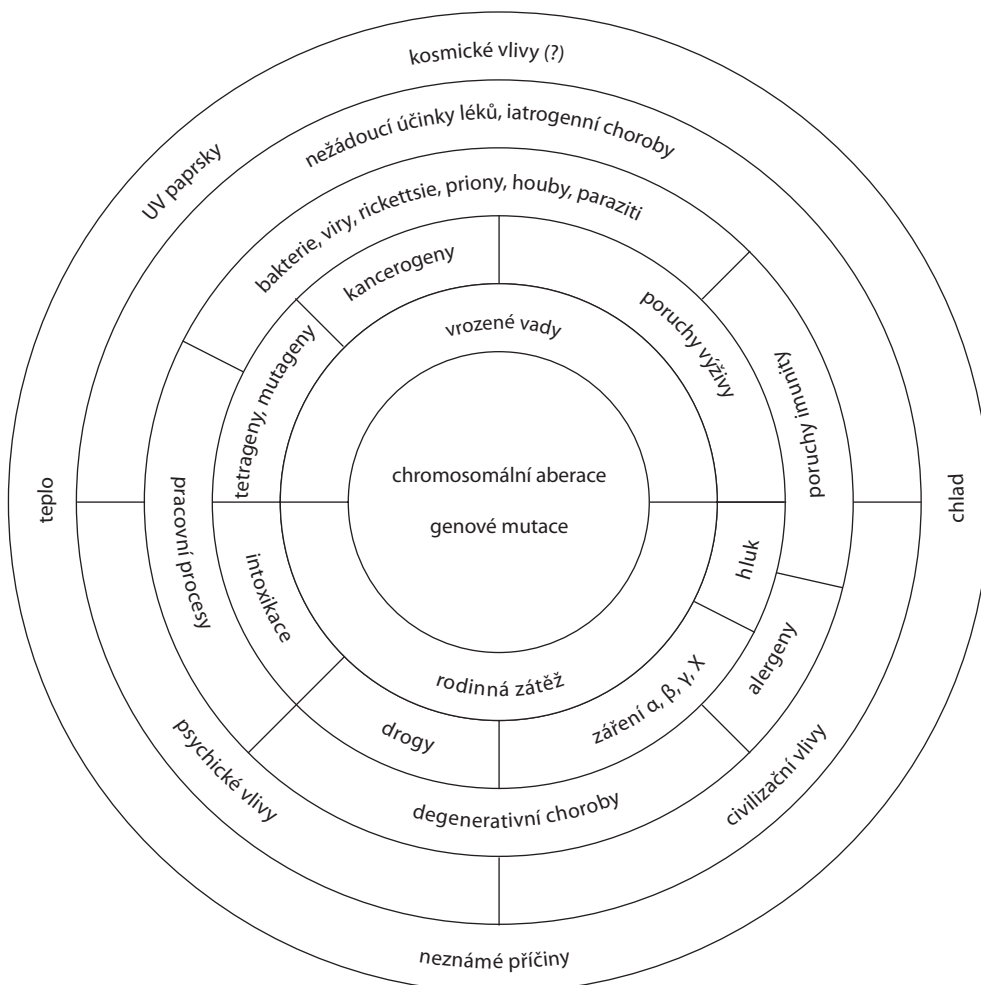 kosmické vlivy (?)
UV paprsky
nežádoucí účinky léků, iatrogenní choroby
bakterie, viry, rickettsie, priony, houby, paraziti
kancerogeny
vrozené vady
poruchy výživy
tetrageny, mutageny
poruchy imunity
chromosomální aberace
genové mutace
teplo
chlad
pracovní procesy
intoxikace
hluk
alergeny
rodinná zátěž
záření α, β, γ, X
drogy
psychické vlivy
degenerativní choroby
civilizační vlivy
neznámé příčiny